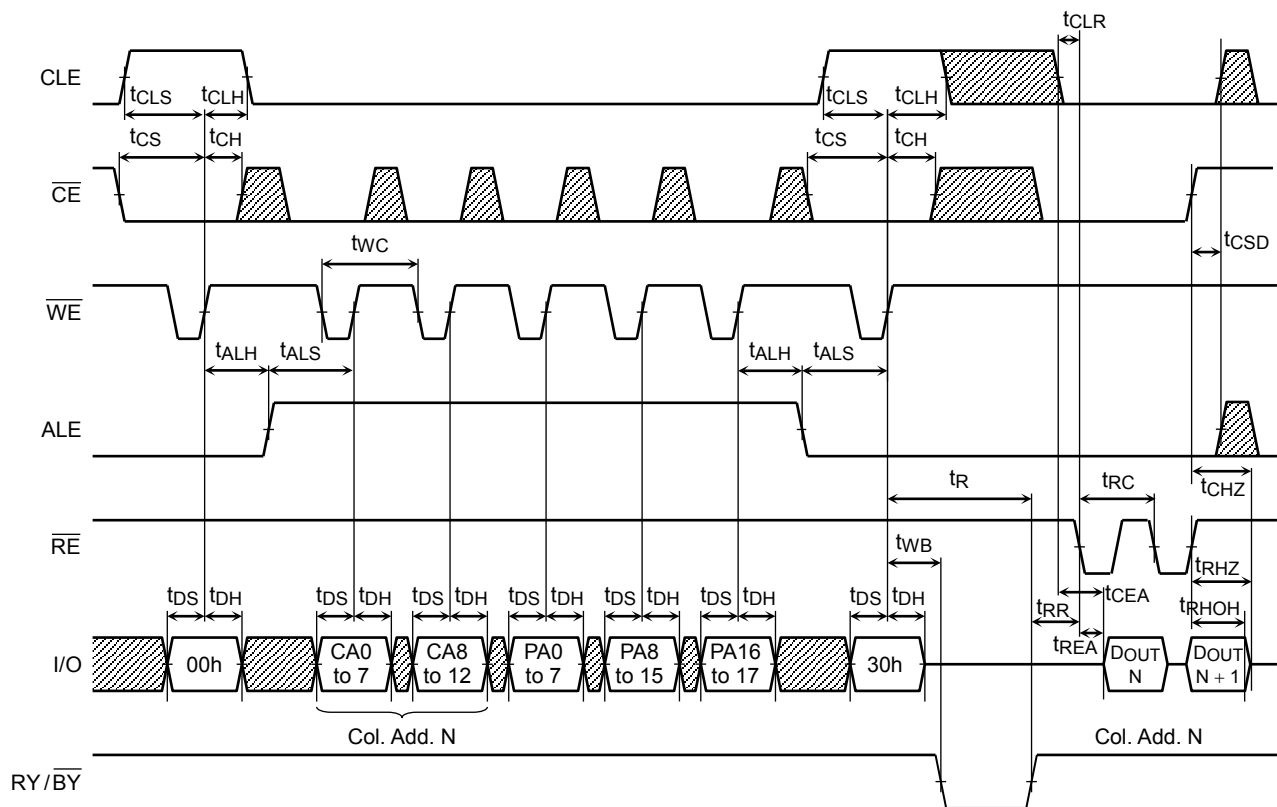 tCLR
CLE
tCLS tCLH tCLS tCLH
tCS tCH tCS tCH
CE
tCSD
tWC
WE
tALH tALS tALH tALS
ALE
tR tRC tCHZ
RE
tWB
tRHZ
tDS tDH tDS tDH tDS tDH tDS tDH tDS tDH tDS tDH tDS tDH tCEA
tRR tRHOH
tREA
I/O 00h CA0 to 7 CA8 to 12 PA0 to 7 PA8 to 15 PA16 to 17 30h DOUT N DOUT N + 1
Col. Add. N Col. Add. N
RY/BY